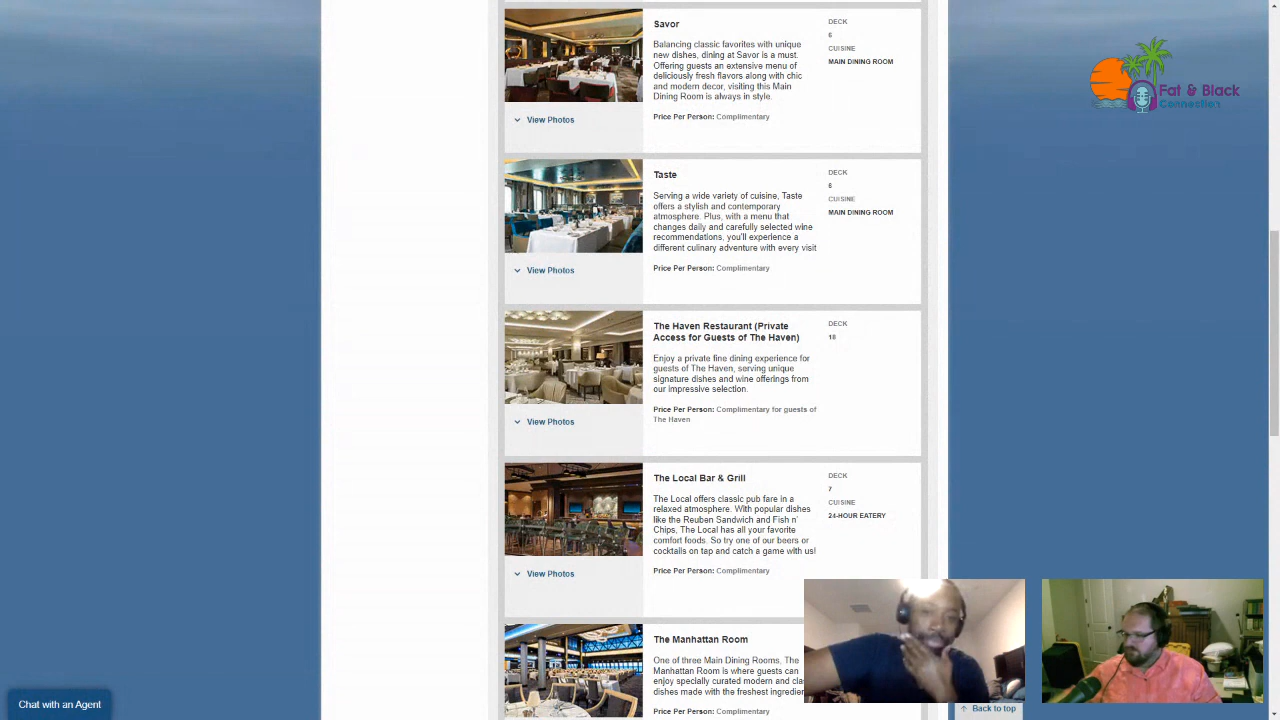 Savor
Balancing classic favorites with unique
new dishes, dining at Savor is a must.
Offering guests an extensive menu of
deliciously fresh flavors along with chic
and modern decor, visiting this Main
Dining Room is always in style.
Price Per Person: Complimentary
DECK
6
CUISINE
MAIN DINING ROOM
View Photos
Taste
Serving a wide variety of cuisine, Taste
offers a stylish and contemporary
atmosphere. Plus, with a menu that
changes daily and carefully selected wine
recommendations, you'll experience a
different culinary adventure with every visit
Price Per Person: Complimentary
DECK
6
CUISINE
MAIN DINING ROOM
View Photos
The Haven Restaurant (Private
Access for Guests of The Haven)
Enjoy a private fine dining experience for
guests of The Haven, serving unique
signature dishes and wine offerings from
our impressive selection.
Price Per Person: Complimentary for guests of
The Haven
DECK
18
View Photos
The Local Bar & Grill
The Local offers classic pub fare in a
relaxed atmosphere. With popular dishes
like the Reuben Sandwich and Fish n'
Chips, The Local has all your favorite
comfort foods. So try one of our beers or
cocktails on tap and catch a game with us!
Price Per Person: Complimentary
DECK
7
CUISINE
24-HOUR EATERY
View Photos
The Manhattan Room
One of three Main Dining Rooms, The
Manhattan Room is where guests can
enjoy specially curated modern and
dishes made with the freshest
Price Per Person: Complimentary
Fat & Black
Connection
Chat with an Agent
Back to top